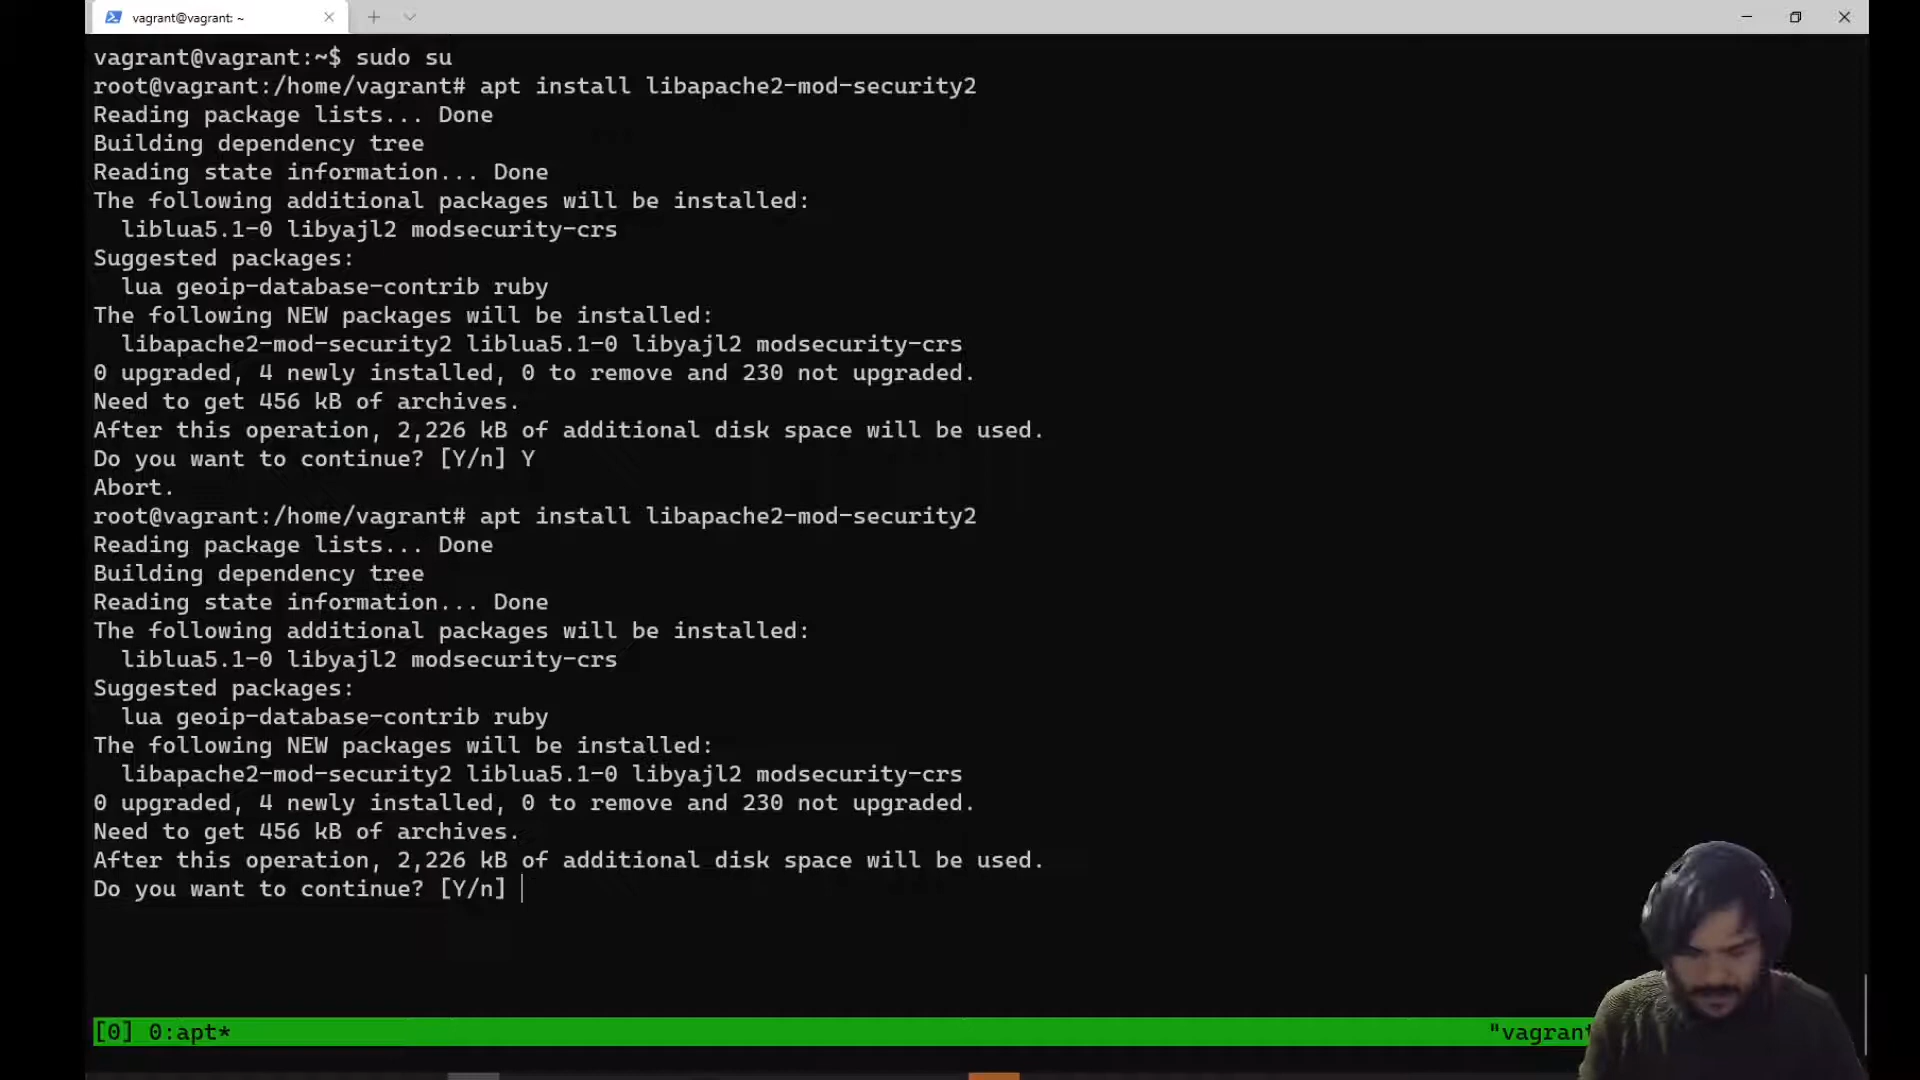 vagrant@vagrant: ~
vagrant@vagrant:~$ sudo su
root@vagrant:/home/vagrant# apt install libapache2-mod-security2
Reading package lists... Done
Building dependency tree
Reading state information... Done
The following additional packages will be installed:
  liblua5.1-0 libyajl2 modsecurity-crs
Suggested packages:
  lua geoip-database-contrib ruby
The following NEW packages will be installed:
  libapache2-mod-security2 liblua5.1-0 libyajl2 modsecurity-crs
0 upgraded, 4 newly installed, 0 to remove and 230 not upgraded.
Need to get 456 kB of archives.
After this operation, 2,226 kB of additional disk space will be used.
Do you want to continue? [Y/n] Y
Abort.
root@vagrant:/home/vagrant# apt install libapache2-mod-security2
Reading package lists... Done
Building dependency tree
Reading state information... Done
The following additional packages will be installed:
  liblua5.1-0 libyajl2 modsecurity-crs
Suggested packages:
  lua geoip-database-contrib ruby
The following NEW packages will be installed:
  libapache2-mod-security2 liblua5.1-0 libyajl2 modsecurity-crs
0 upgraded, 4 newly installed, 0 to remove and 230 not upgraded.
Need to get 456 kB of archives.
After this operation, 2,226 kB of additional disk space will be used.
Do you want to continue? [Y/n]
[0] 0:apt* "vagrant